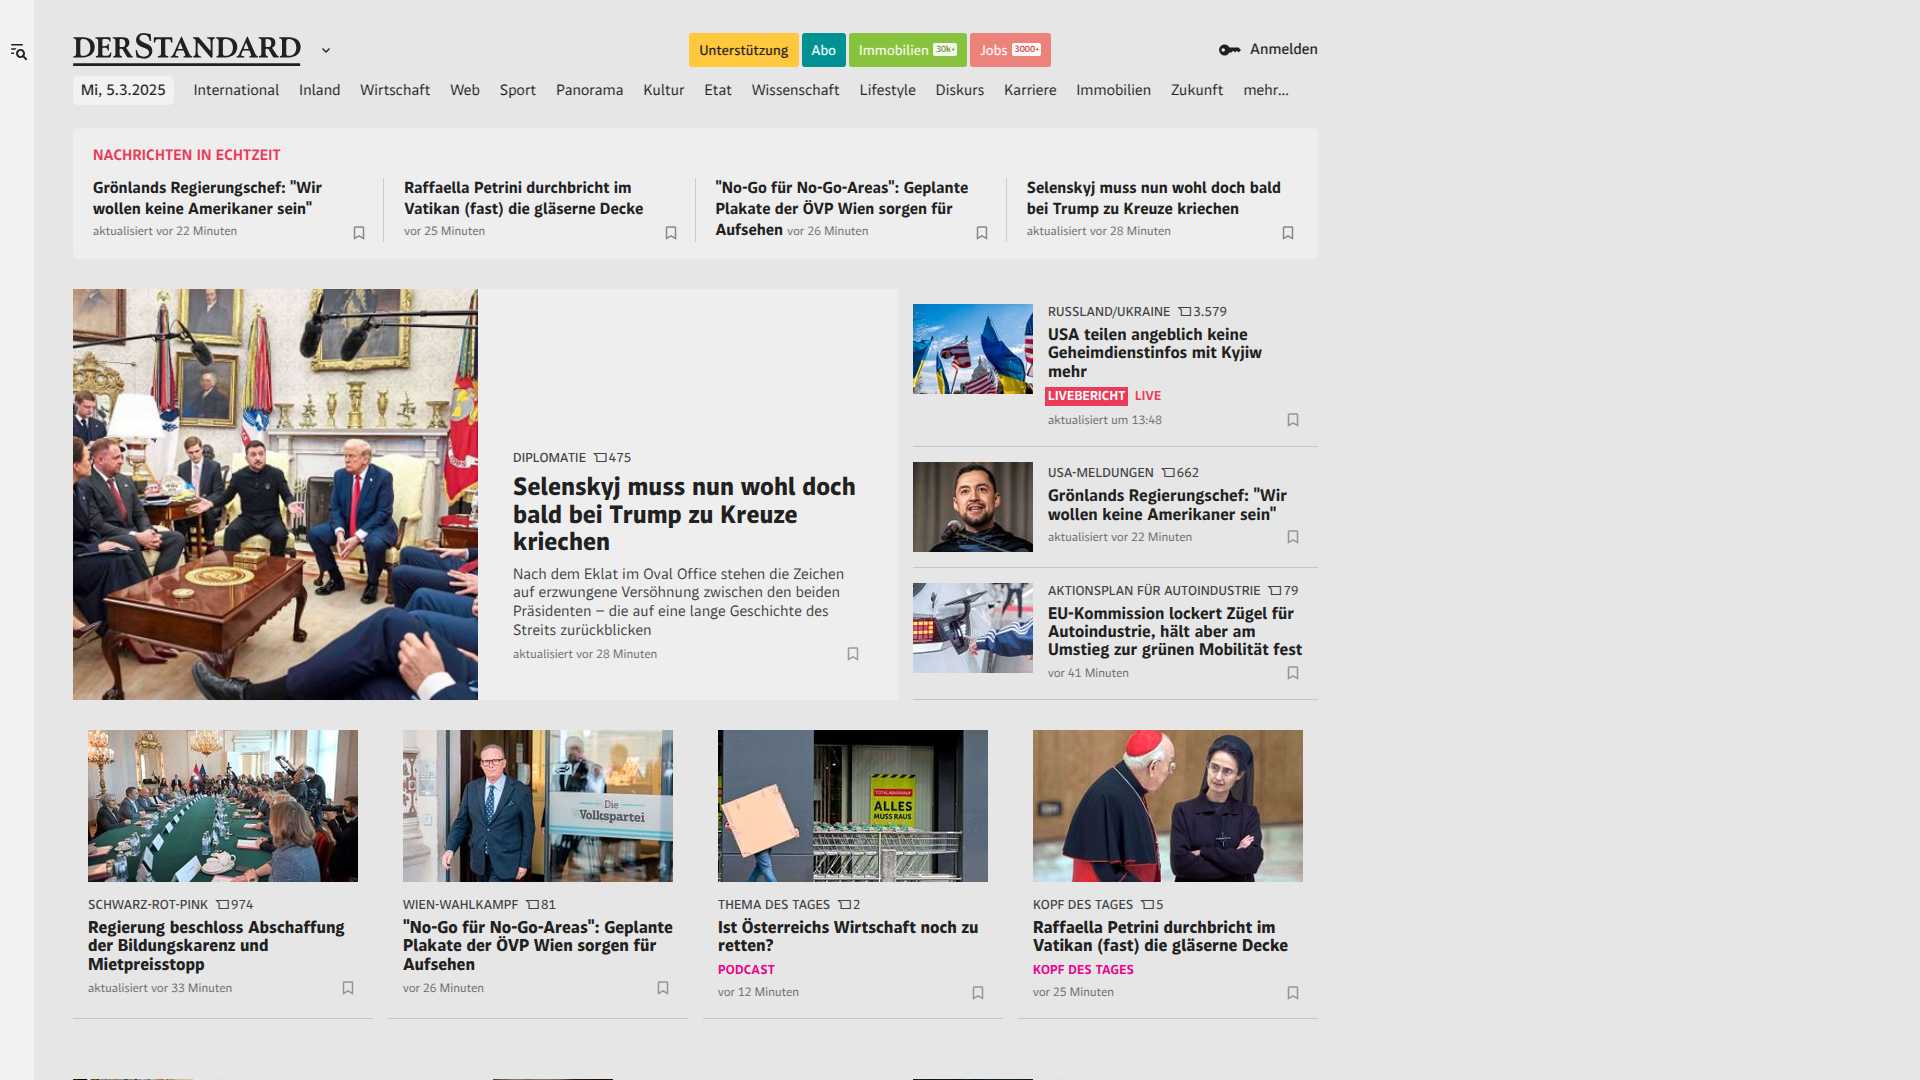 DERSTANDARD
Unterstützung
Abo
Immobilien 30k+
Jobs 3000+
Anmelden
Mi, 5.3.2025
International
Inland
Wirtschaft
Web
Sport
Panorama
Kultur
Etat
Wissenschaft
Lifestyle
Diskurs
Karriere
Immobilien
Zukunft
mehr...
NACHRICHTEN IN ECHTZEIT
Grönlands Regierungschef: "Wir
wollen keine Amerikaner sein"
aktualisiert vor 22 Minuten
Raffaella Petrini durchbricht im
Vatikan (fast) die gläserne Decke
vor 25 Minuten
"No-Go für No-Go-Areas": Geplante
Plakate der ÖVP Wien sorgen für
Aufsehen vor 26 Minuten
Selenskyj muss nun wohl doch bald
bei Trump zu Kreuze kriechen
aktualisiert vor 28 Minuten
DIPLOMATIE 475
Selenskyj muss nun wohl doch
bald bei Trump zu Kreuze
kriechen
Nach dem Eklat im Oval Office stehen die Zeichen
auf erzwungene Versöhnung zwischen den beiden
Präsidenten – die auf eine lange Geschichte des
Streits zurückblicken
aktualisiert vor 28 Minuten
RUSSLAND/UKRAINE 3.579
USA teilen angeblich keine
Geheimdienstinfos mit Kyjiw
mehr
LIVEBERICHT LIVE
aktualisiert um 13:48
USA-MELDUNGEN 662
Grönlands Regierungschef: "Wir
wollen keine Amerikaner sein"
aktualisiert vor 22 Minuten
AKTIONSPLAN FÜR AUTOINDUSTRIE 79
EU-Kommission lockert Zügel für
Autoindustrie, hält aber am
Umstieg zur grünen Mobilität fest
vor 41 Minuten
SCHWARZ-ROT-PINK 974
Regierung beschloss Abschaffung
der Bildungskarenz und
Mietpreisstopp
aktualisiert vor 33 Minuten
Die
Volkspartei
WIEN-WAHLKAMPF 81
"No-Go für No-Go-Areas": Geplante
Plakate der ÖVP Wien sorgen für
Aufsehen
vor 26 Minuten
TOTALABVERKAUF
ALLES
MUSS RAUS
THEMA DES TAGES 2
Ist Österreichs Wirtschaft noch zu
retten?
PODCAST
vor 12 Minuten
KOPF DES TAGES 5
Raffaella Petrini durchbricht im
Vatikan (fast) die gläserne Decke
KOPF DES TAGES
vor 25 Minuten